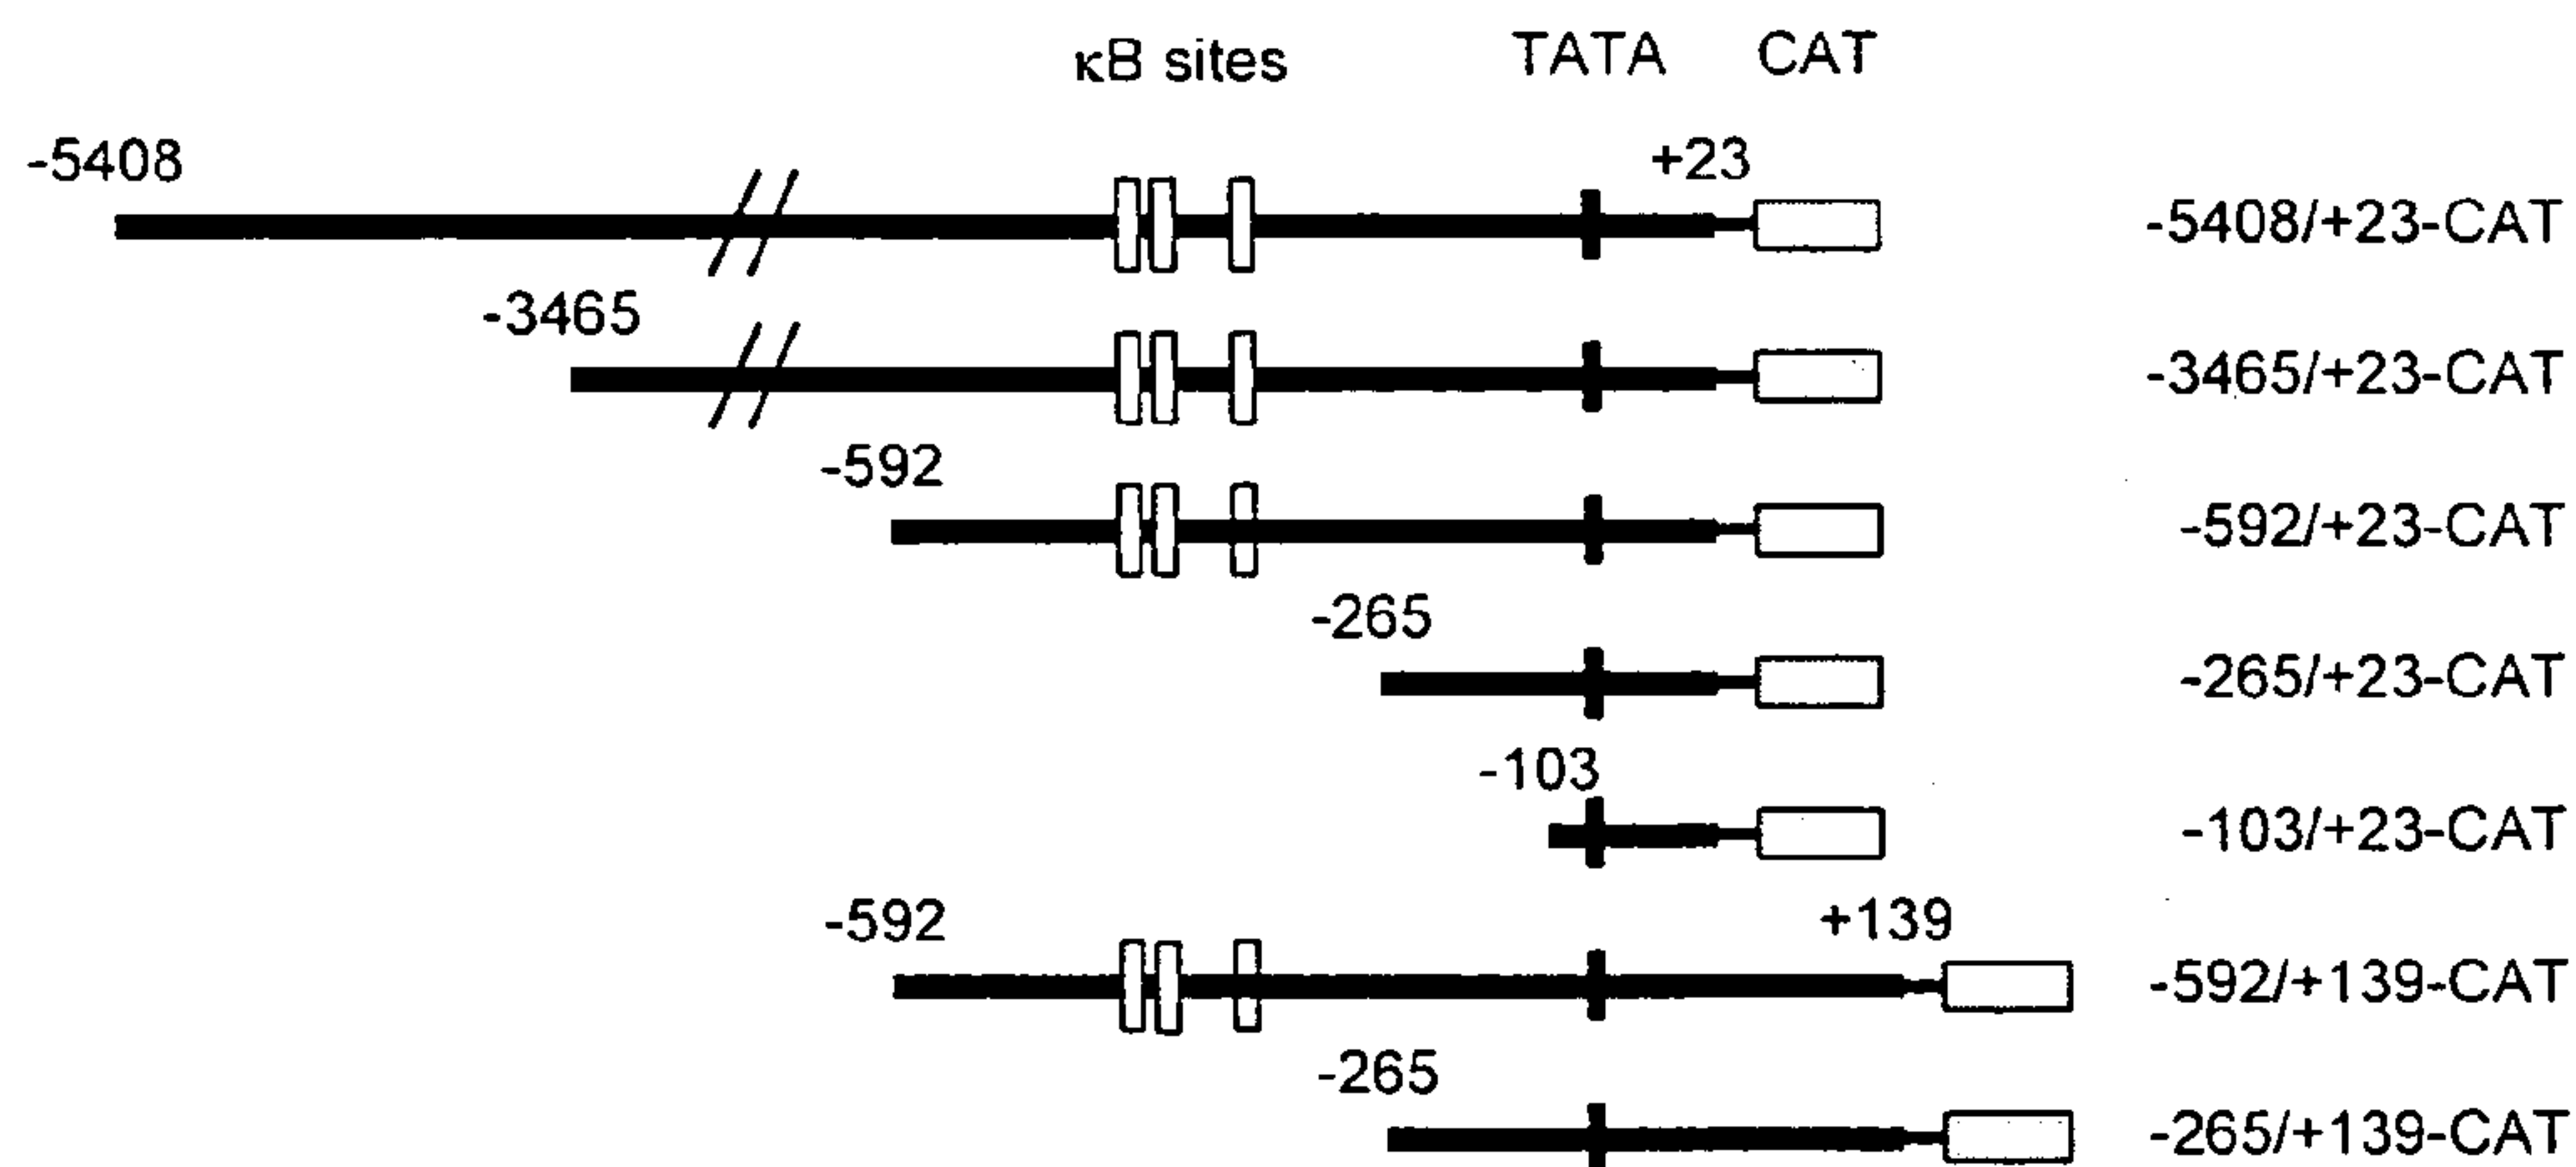 κB sites TATA CAT
-5408 +23
-5408/+23-CAT
-3465
-3465/+23-CAT
-592
-592/+23-CAT
-265
-265/+23-CAT
-103
-103/+23-CAT
-592 +139
-592/+139-CAT
-265
-265/+139-CAT